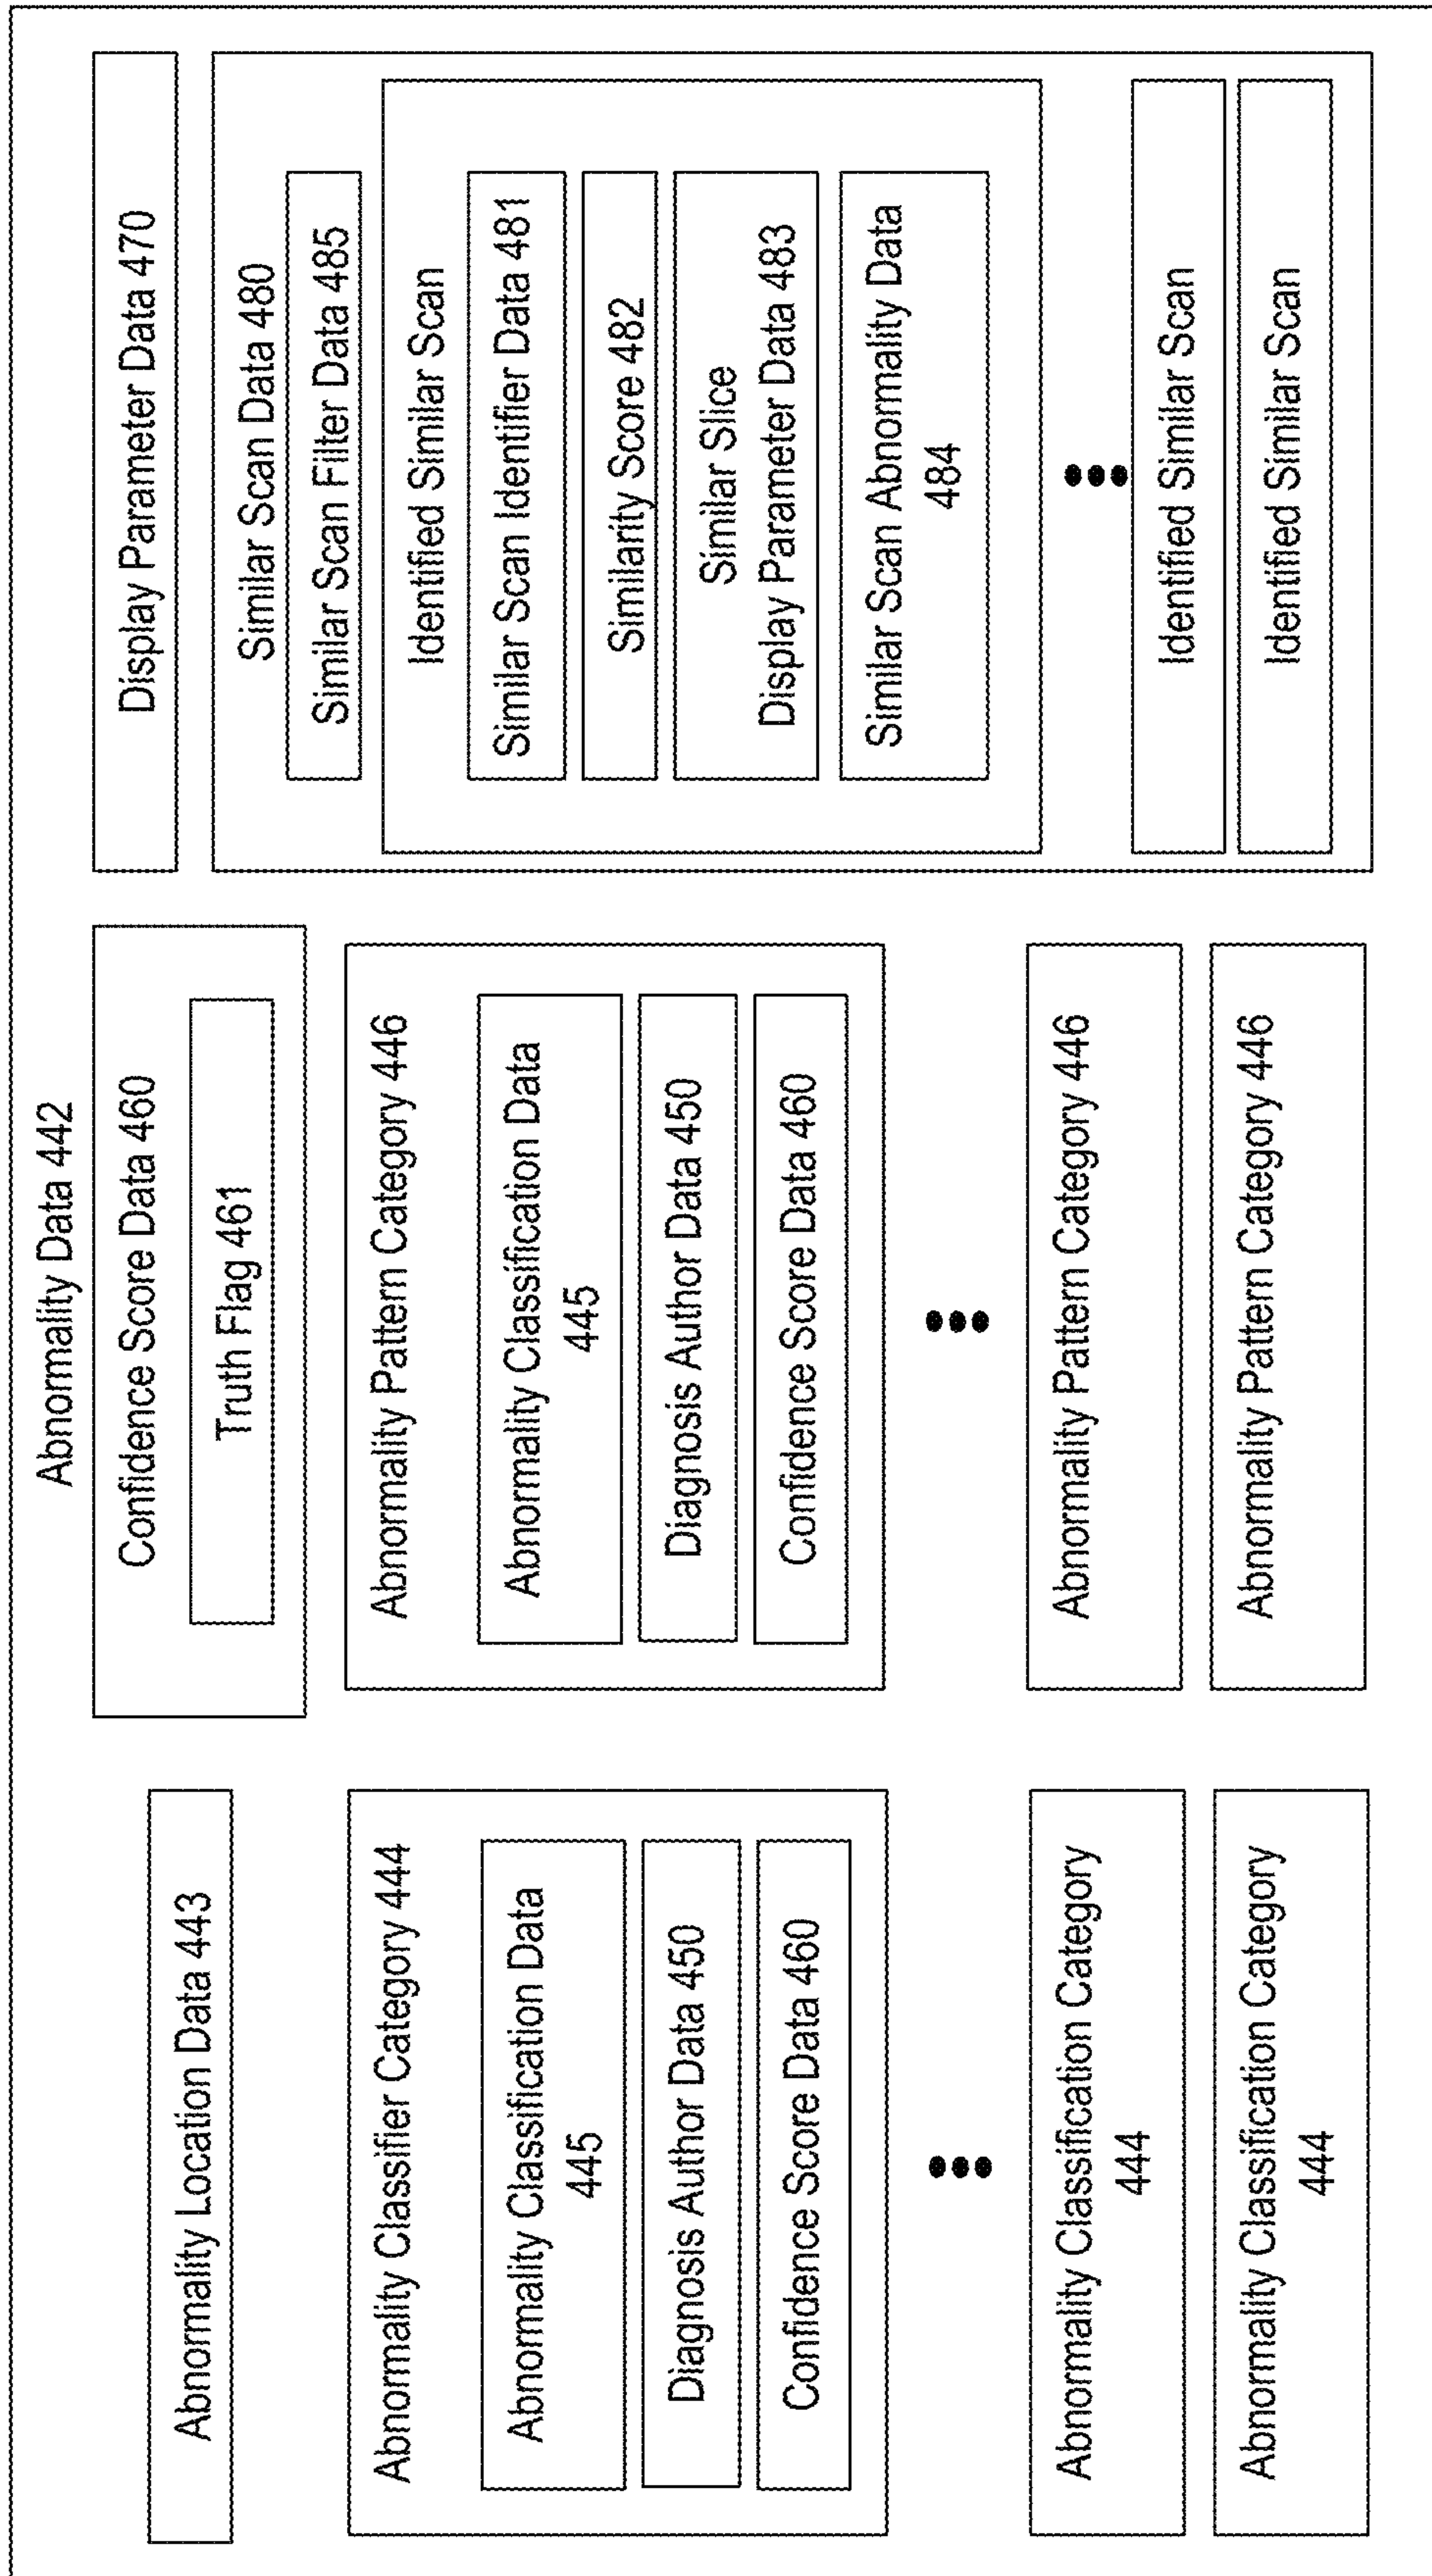 Abnormality Data 442
Abnormality Location Data 443
Abnormality Classifier Category 444
Abnormality Classification Data
445
Diagnosis Author Data 450
Confidence Score Data 460
•••
Abnormality Classification Category
444
Abnormality Classification Category
444
Confidence Score Data 460
Truth Flag 461
Abnormality Pattern Category 446
Abnormality Classification Data
445
Diagnosis Author Data 450
Confidence Score Data 460
•••
Abnormality Pattern Category 446
Abnormality Pattern Category 446
Display Parameter Data 470
Similar Scan Data 480
Similar Scan Filter Data 485
Identified Similar Scan
Similar Scan Identifier Data 481
Similarity Score 482
Similar Slice
Display Parameter Data 483
Similar Scan Abnormality Data
484
•••
Identified Similar Scan
Identified Similar Scan